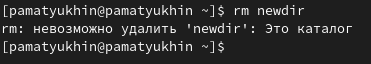 [pamatyukhin@pamatyukhin ~]$ rm newdir
rm: невозможно удалить 'newdir': Это каталог
[pamatyukhin@pamatyukhin ~]$